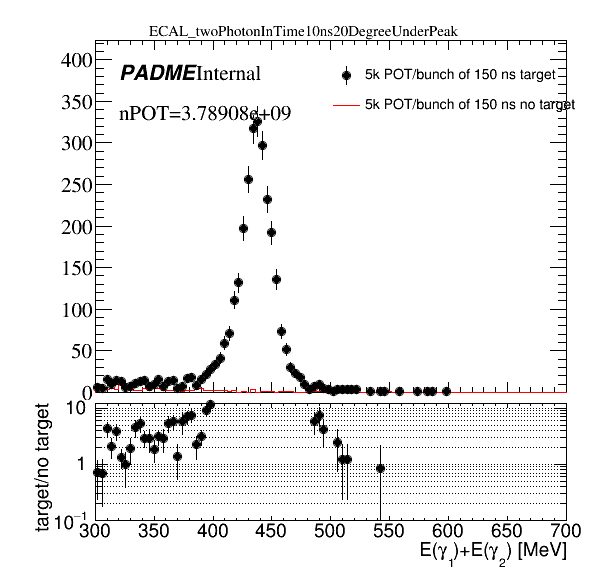 ECAL_twoPhotonInTime10ns20DegreeUnderPeak
PADME Internal
5k POT/bunch of 150 ns target
5k POT/bunch of 150 ns no target
nPOT=3.78908e+09
400
350
300
250
200
150
100
50
0
target/no target
10
1
10⁻¹
300 350 400 450 500 550 600 650 700
E(γ₁)+E(γ₂) [MeV]